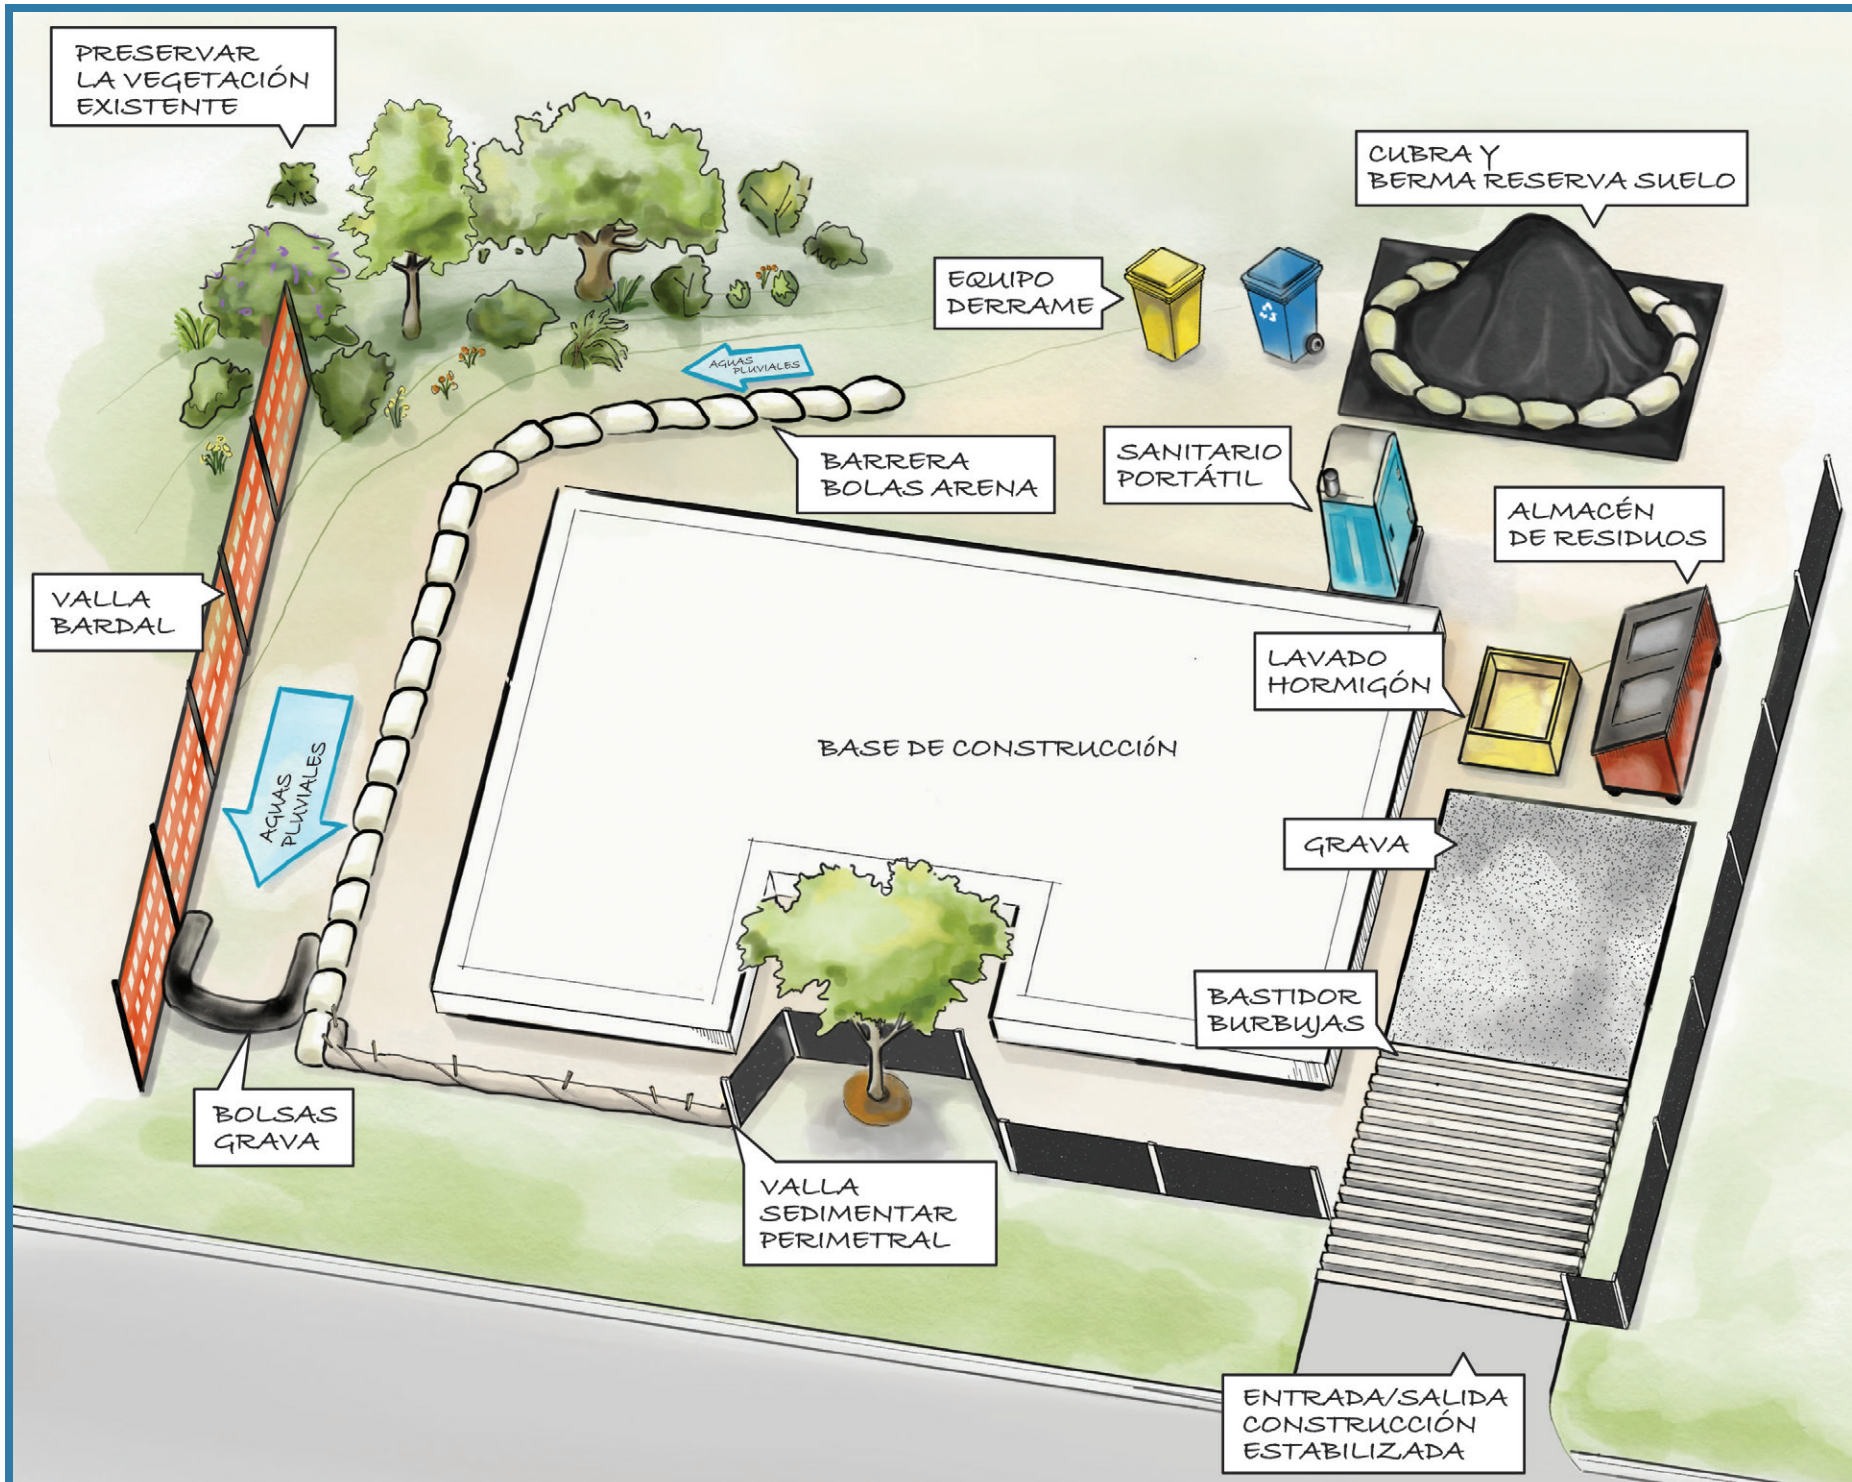 PRESERVAR
LA VEGETACIÓN
EXISTENTE
CUBRA Y
BERMA RESERVA SUELO
EQUIPO
DERRAME
AGUAS
PLUVIALES
BARRERA
BOLAS ARENA
SANITARIO
PORTÁTIL
ALMACÉN
DE RESIDUOS
VALLA
BARDAL
LAVADO
HORMIGÓN
BASE DE CONSTRUCCIÓN
AGUAS
PLUVIALES
GRAVA
BASTIDOR
BURBUJAS
BOLSAS
GRAVA
VALLA
SEDIMENTAR
PERIMETRAL
ENTRADA/SALIDA
CONSTRUCCIÓN
ESTABILIZADA